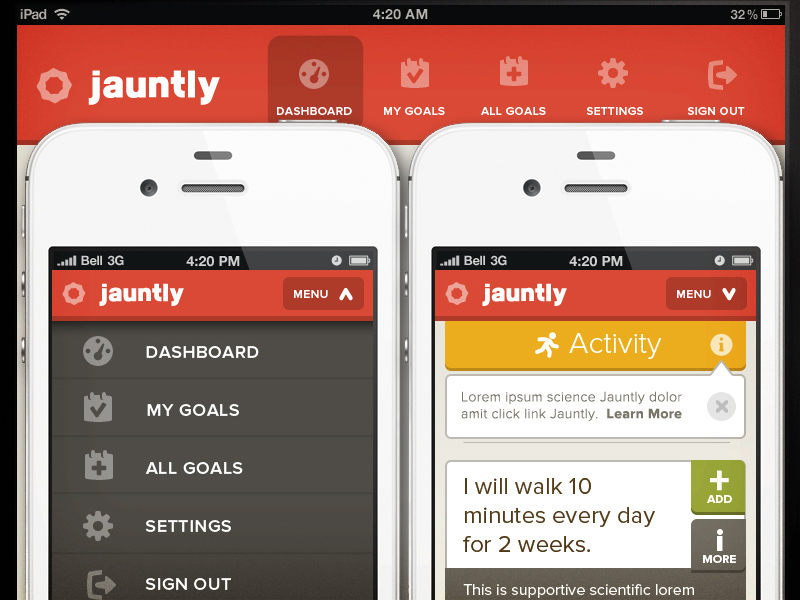 iPad 4:20 AM 32%
jauntly
DASHBOARD MY GOALS ALL GOALS SETTINGS SIGN OUT
Bell 3G 4:20 PM
jauntly MENU
DASHBOARD
MY GOALS
ALL GOALS
SETTINGS
SIGN OUT
Bell 3G 4:20 PM
jauntly MENU
Activity
Lorem ipsum science Jauntly dolor
amit click link Jauntly. Learn More
I will walk 10
minutes every day
for 2 weeks.
ADD
MORE
This is supportive scientific lorem